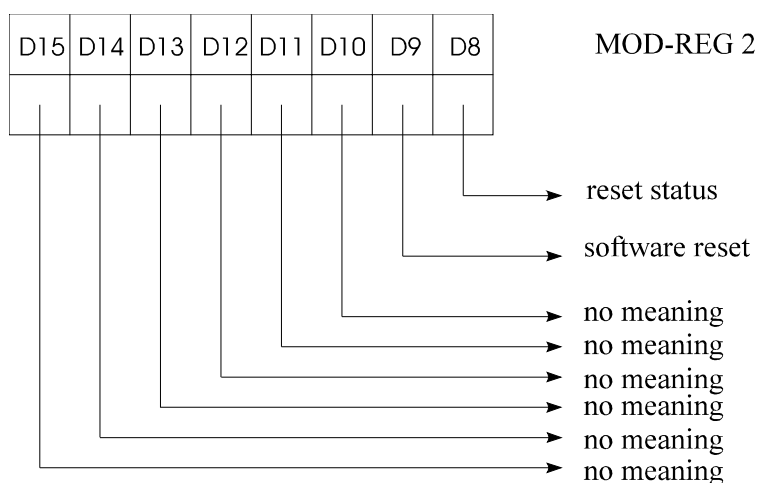 D15 D14 D13 D12 D11 D10 D9 D8 MOD-REG 2
reset status
software reset
no meaning
no meaning
no meaning
no meaning
no meaning
no meaning